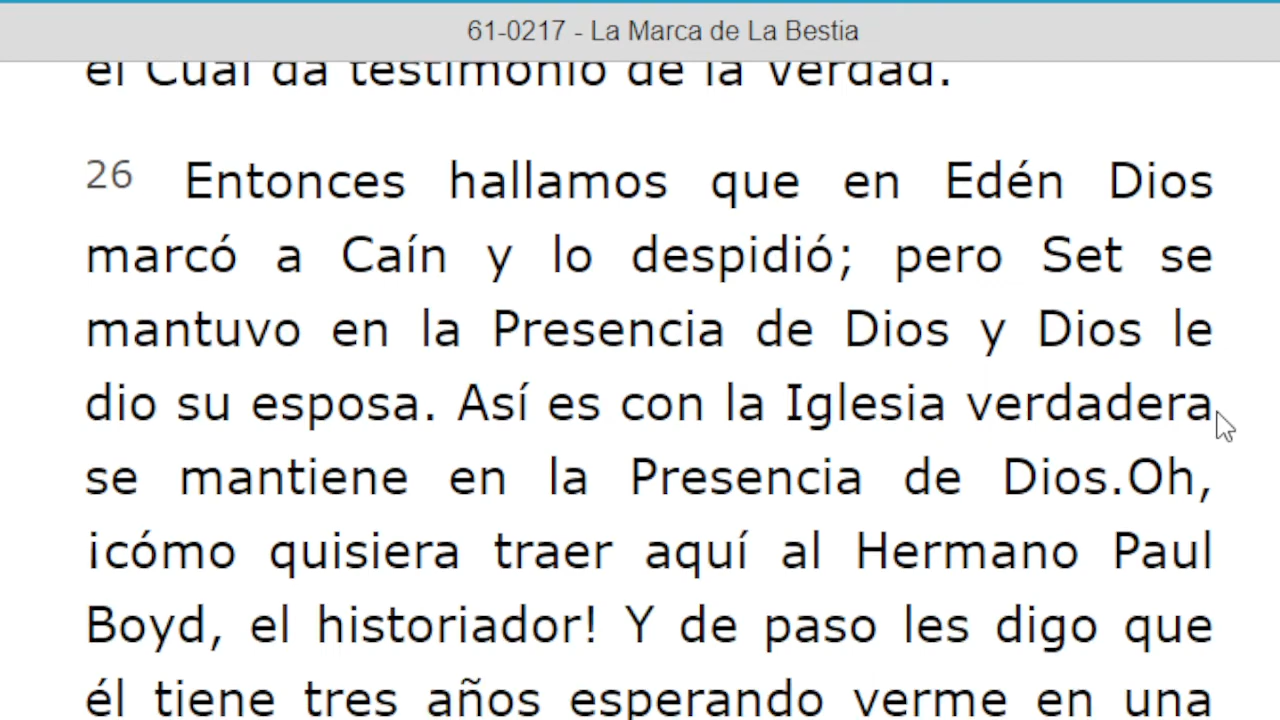 61-0217 - La Marca de La Bestia
el Cual da testimonio de la Verdad.
26 Entonces hallamos que en Edén Dios
marcó a Caín y lo despidió; pero Set se
mantuvo en la Presencia de Dios y Dios le
dio su esposa. Así es con la Iglesia verdadera
se mantiene en la Presencia de Dios.Oh,
¡cómo quisiera traer aquí al Hermano Paul
Boyd, el historiador! Y de paso les digo que
él tiene tres años esperando verme en una